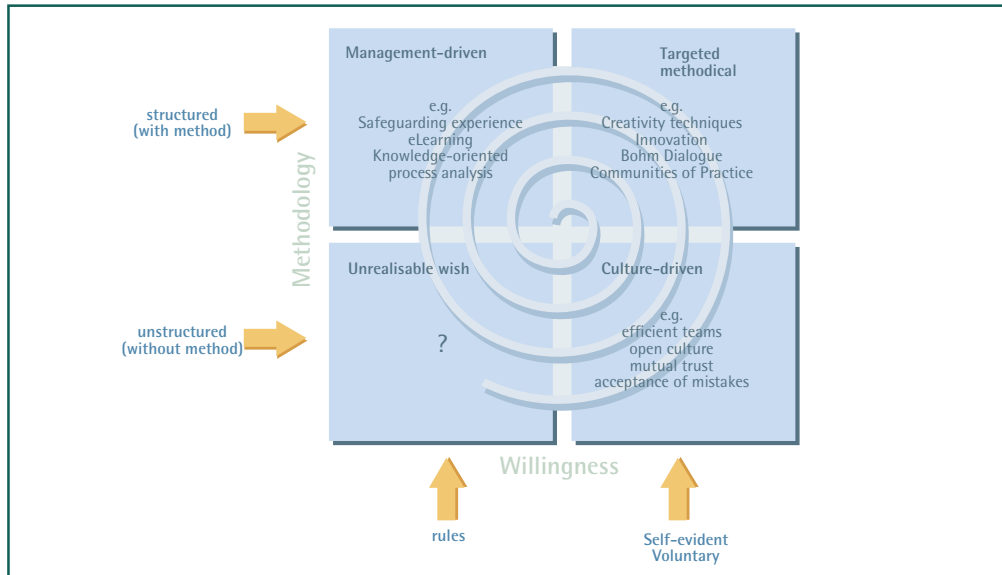 Management-driven
Targeted
methodical
structured
(with method)
e.g.
Safeguarding experience
eLearning
Knowledge-oriented
process analysis
e.g.
Creativity techniques
Innovation
Bohm Dialogue
Communities of Practice
Methodology
Unrealisable wish
Culture-driven
unstructured
(without method)
?
e.g.
efficient teams
open culture
mutual trust
acceptance of mistakes
Willingness
rules
Self-evident
Voluntary